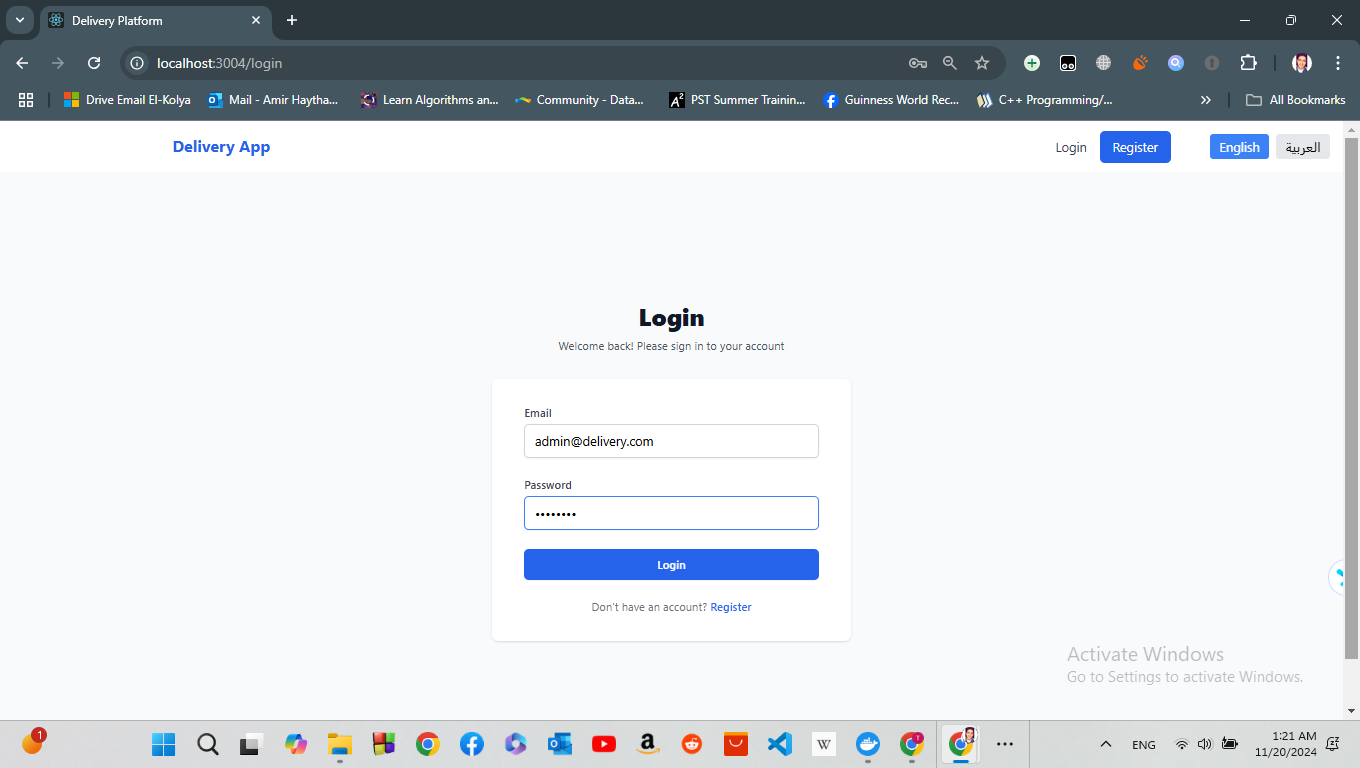 Delivery Platform
localhost:3004/login
Drive Email El-Kolya
Mail - Amir Haytha...
Learn Algorithms an...
Community - Data...
PST Summer Trainin...
Guinness World Rec...
C++ Programming/...
All Bookmarks
Delivery App
Login
Register
English
العربية
Login
Welcome back! Please sign in to your account
Email
admin@delivery.com
Password
••••••••
Login
Don't have an account? Register
Activate Windows
Go to Settings to activate Windows.
1
W
1
ENG
1:21 AM
11/20/2024